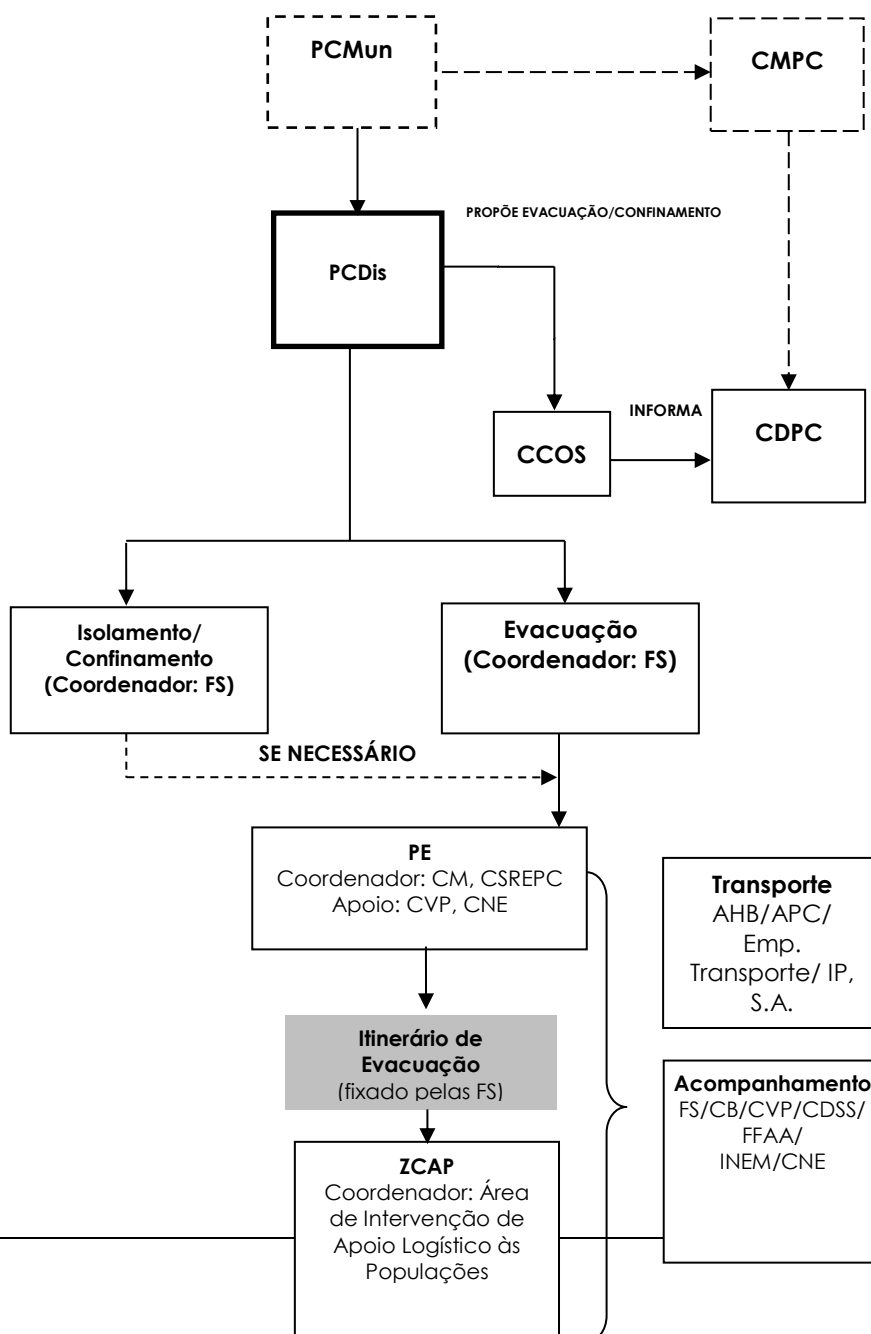 PCMun
CMPC
PROPÕE EVACUAÇÃO/CONFINAMENTO
PCDis
INFORMA
CCOS
CDPC
Isolamento/
Confinamento
(Coordenador: FS)
Evacuação
(Coordenador: FS)
SE NECESSÁRIO
PE
Coordenador: CM, CSREPC
Apoio: CVP, CNE
Transporte
AHB/APC/
Emp.
Transporte/ IP,
S.A.
Itinerário de
Evacuação
(fixado pelas FS)
Acompanhamento
FS/CB/CVP/CDSS/
FFAA/
INEM/CNE
ZCAP
Coordenador: Área
de Intervenção de
Apoio Logístico às
Populações